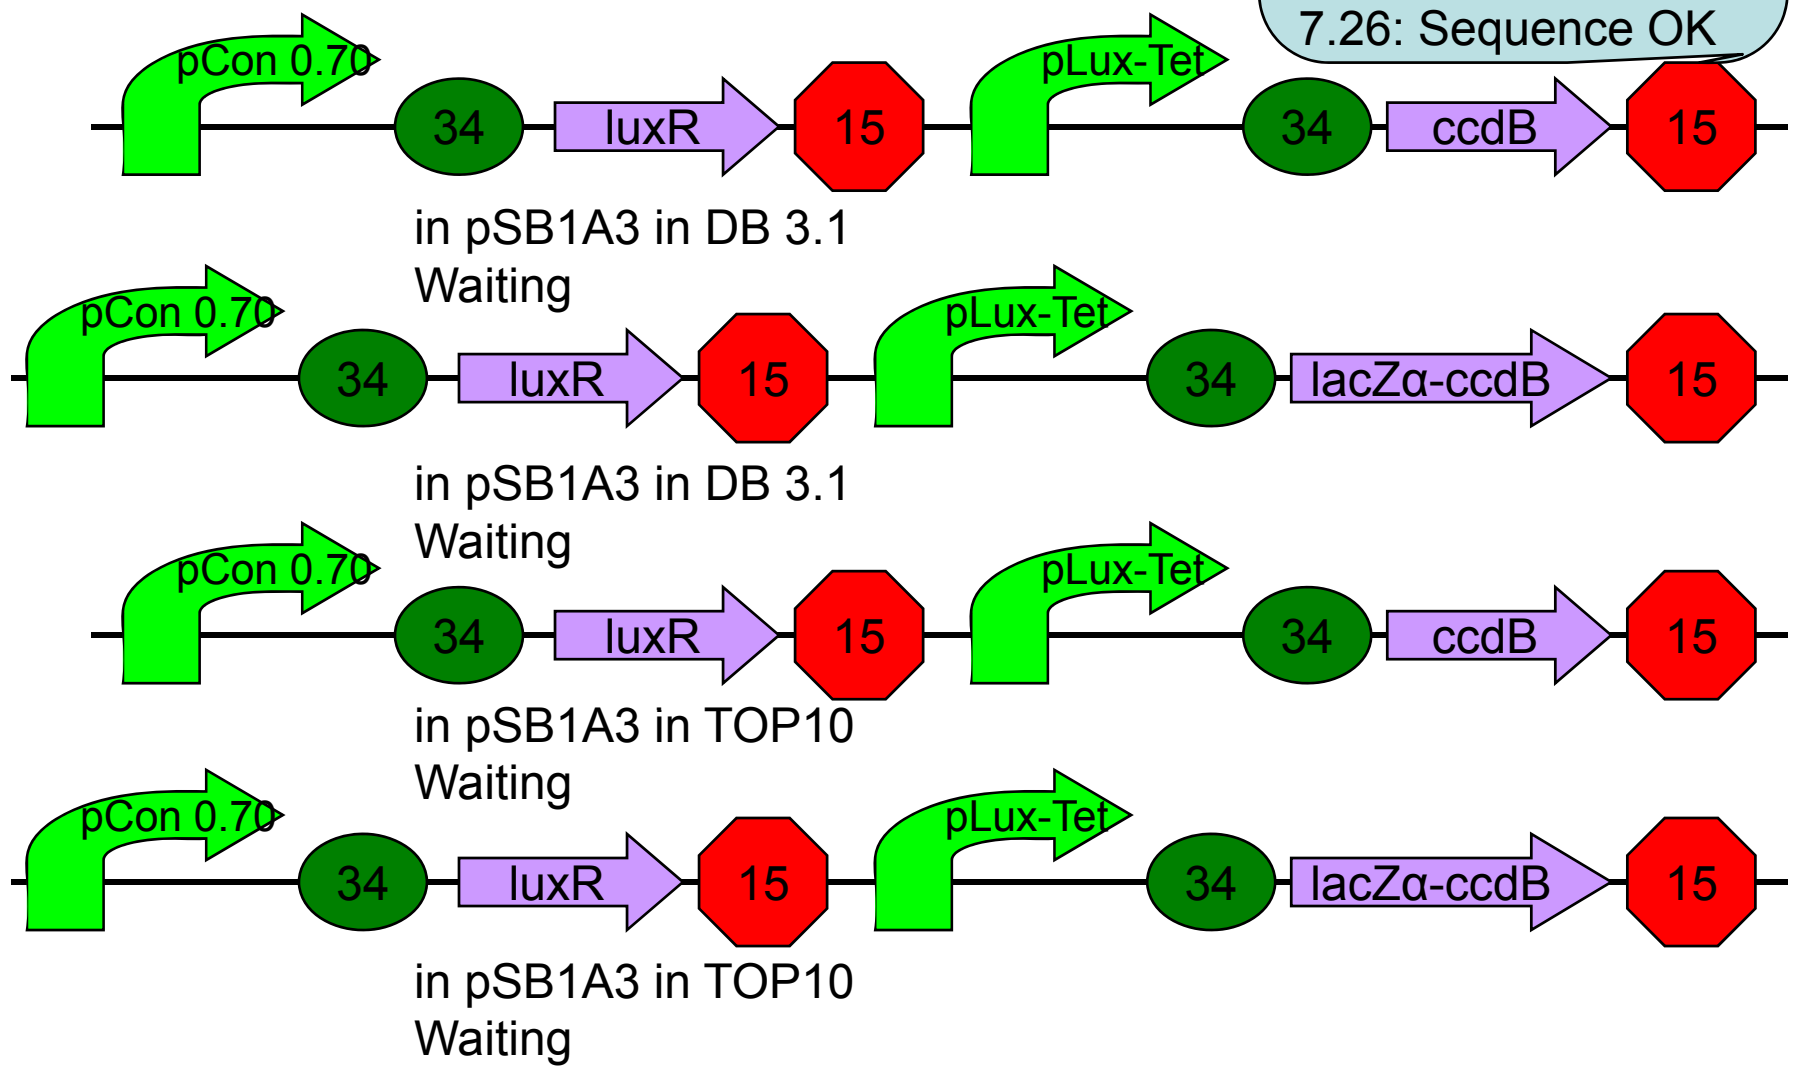 7.26: Sequence OK
pCon 0.70
34
luxR
15
pLux-Tet
34
ccdB
15
in pSB1A3 in DB 3.1
Waiting
pCon 0.70
34
luxR
15
pLux-Tet
34
lacZα-ccdB
15
in pSB1A3 in DB 3.1
Waiting
pCon 0.70
34
luxR
15
pLux-Tet
34
ccdB
15
in pSB1A3 in TOP10
Waiting
pCon 0.70
34
luxR
15
pLux-Tet
34
lacZα-ccdB
15
in pSB1A3 in TOP10
Waiting